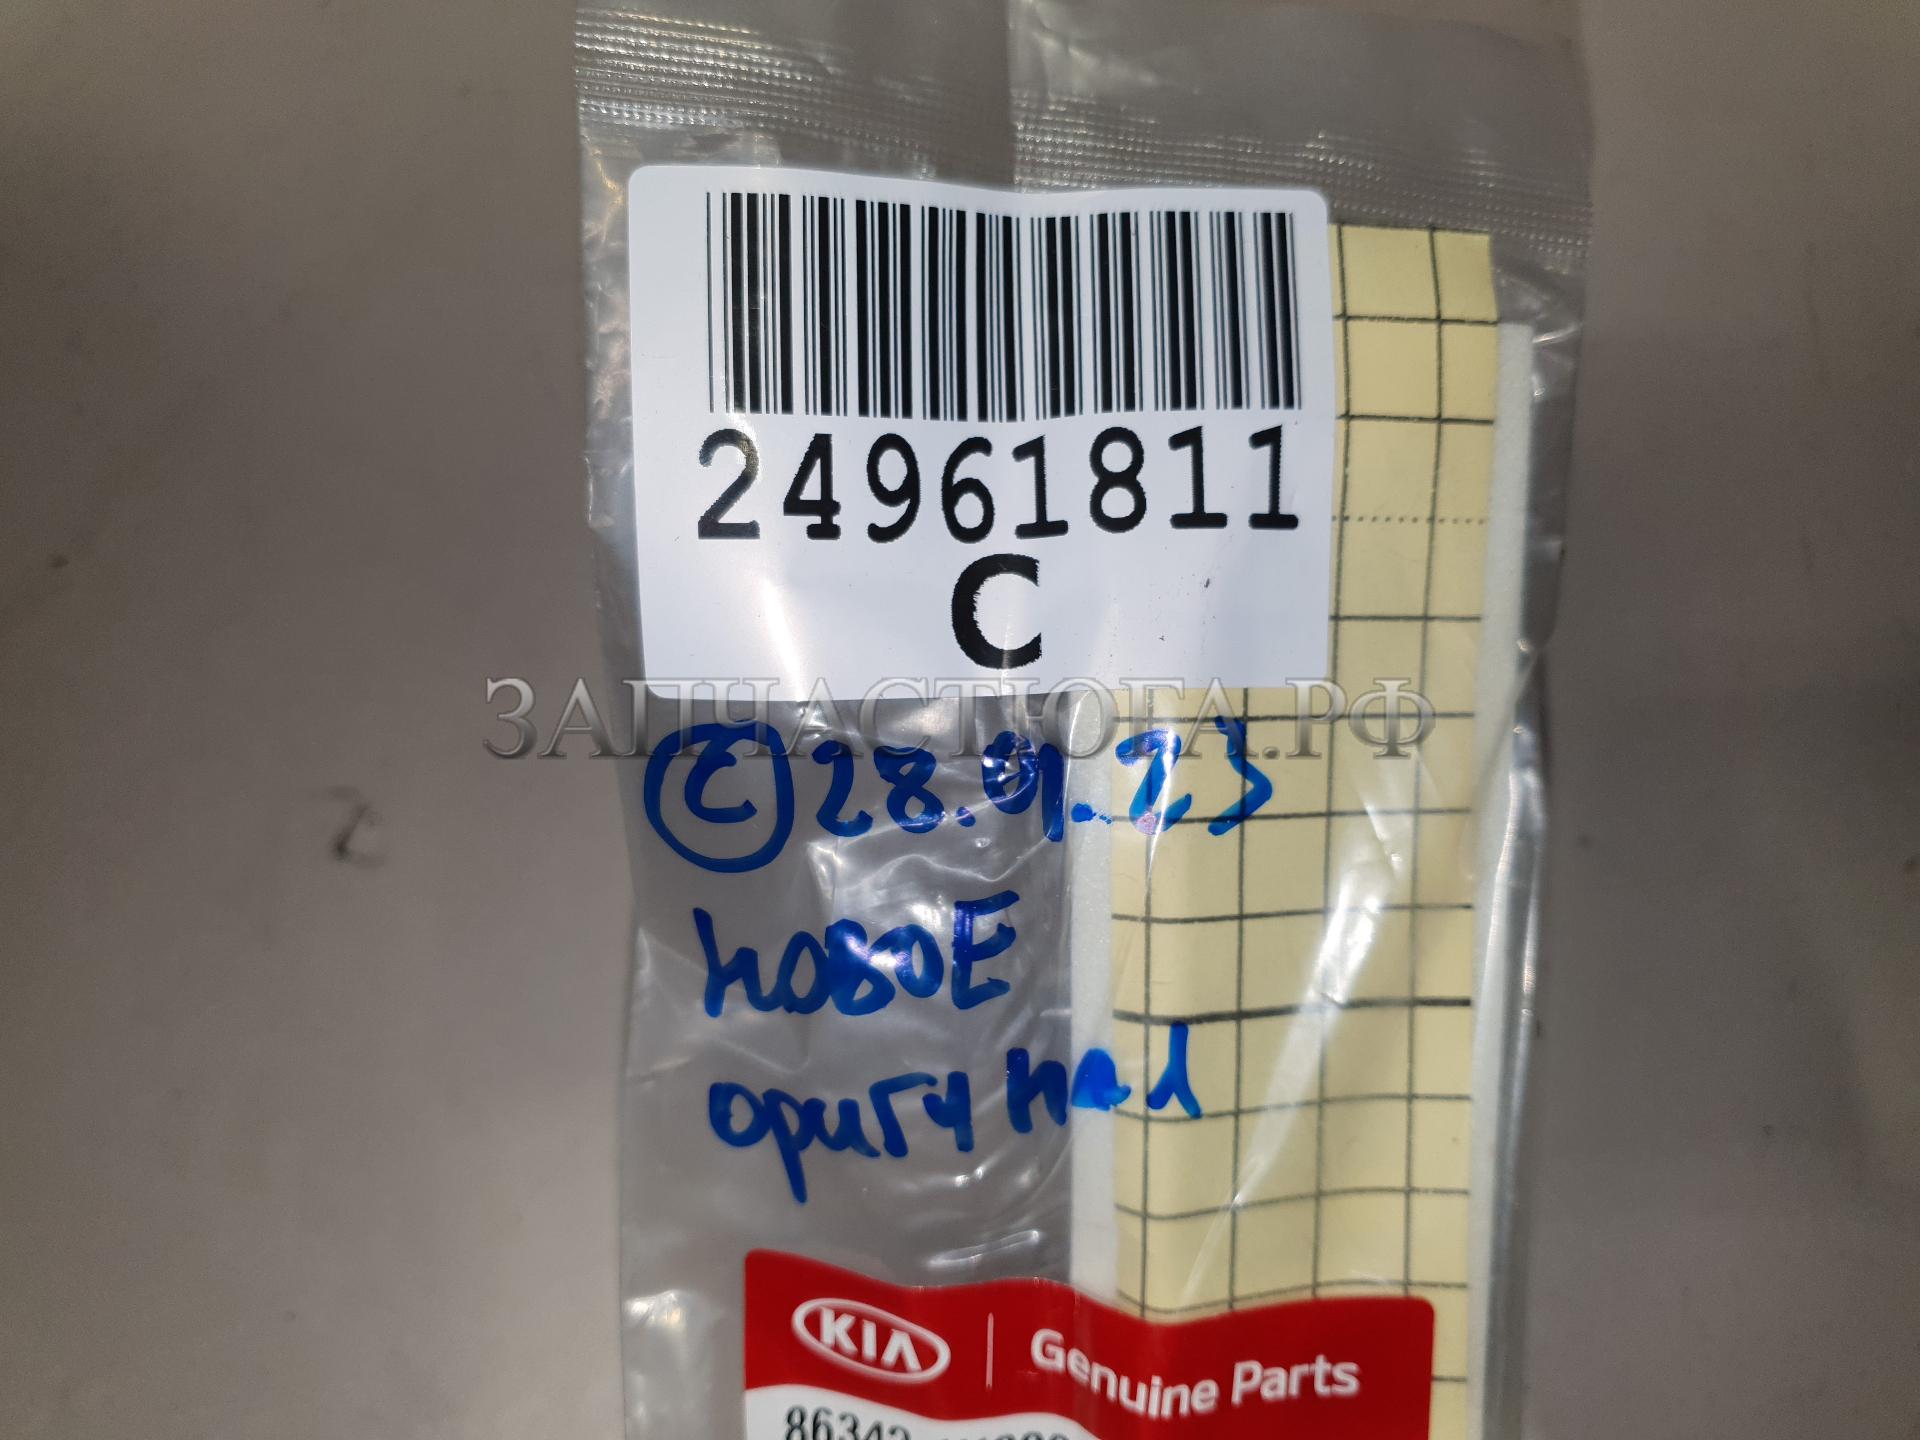 24961811
C
ЗАПЧАСТЮГА.РФ
С 28.01.23
новоЕ
оригинал
KIA | Genuine Parts